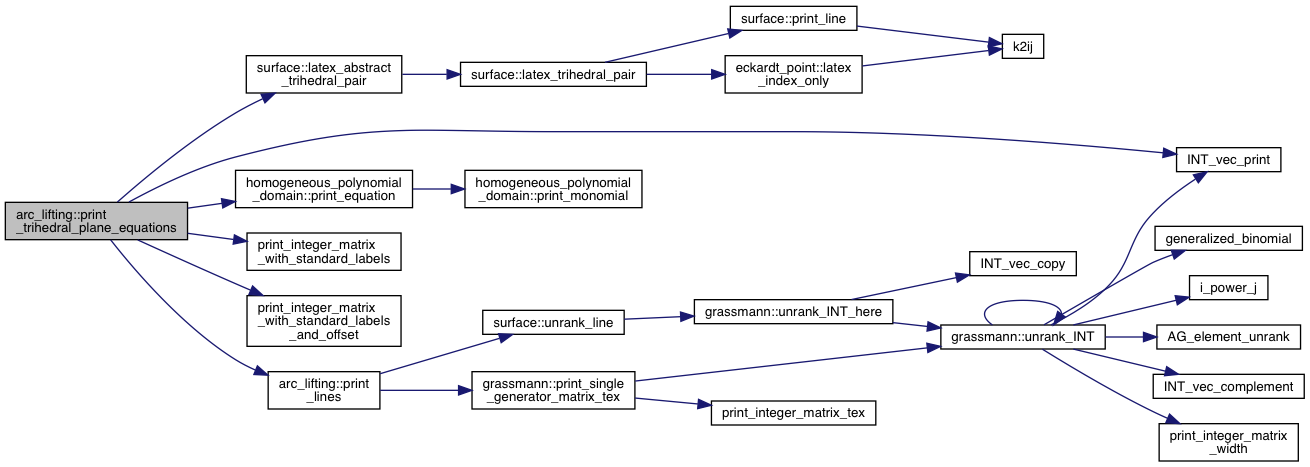 arc_lifting::print
_trihedral_plane_equations
surface::latex_abstract
_trihedral_pair
surface::latex_trihedral_pair
surface::print_line
eckardt_point::latex
_index_only
k2ij
INT_vec_print
homogeneous_polynomial
_domain::print_equation
homogeneous_polynomial
_domain::print_monomial
print_integer_matrix
_with_standard_labels
print_integer_matrix
_with_standard_labels
_and_offset
arc_lifting::print
_lines
surface::unrank_line
grassmann::print_single
_generator_matrix_tex
grassmann::unrank_INT_here
print_integer_matrix_tex
INT_vec_copy
grassmann::unrank_INT
generalized_binomial
i_power_j
AG_element_unrank
INT_vec_complement
print_integer_matrix
_width